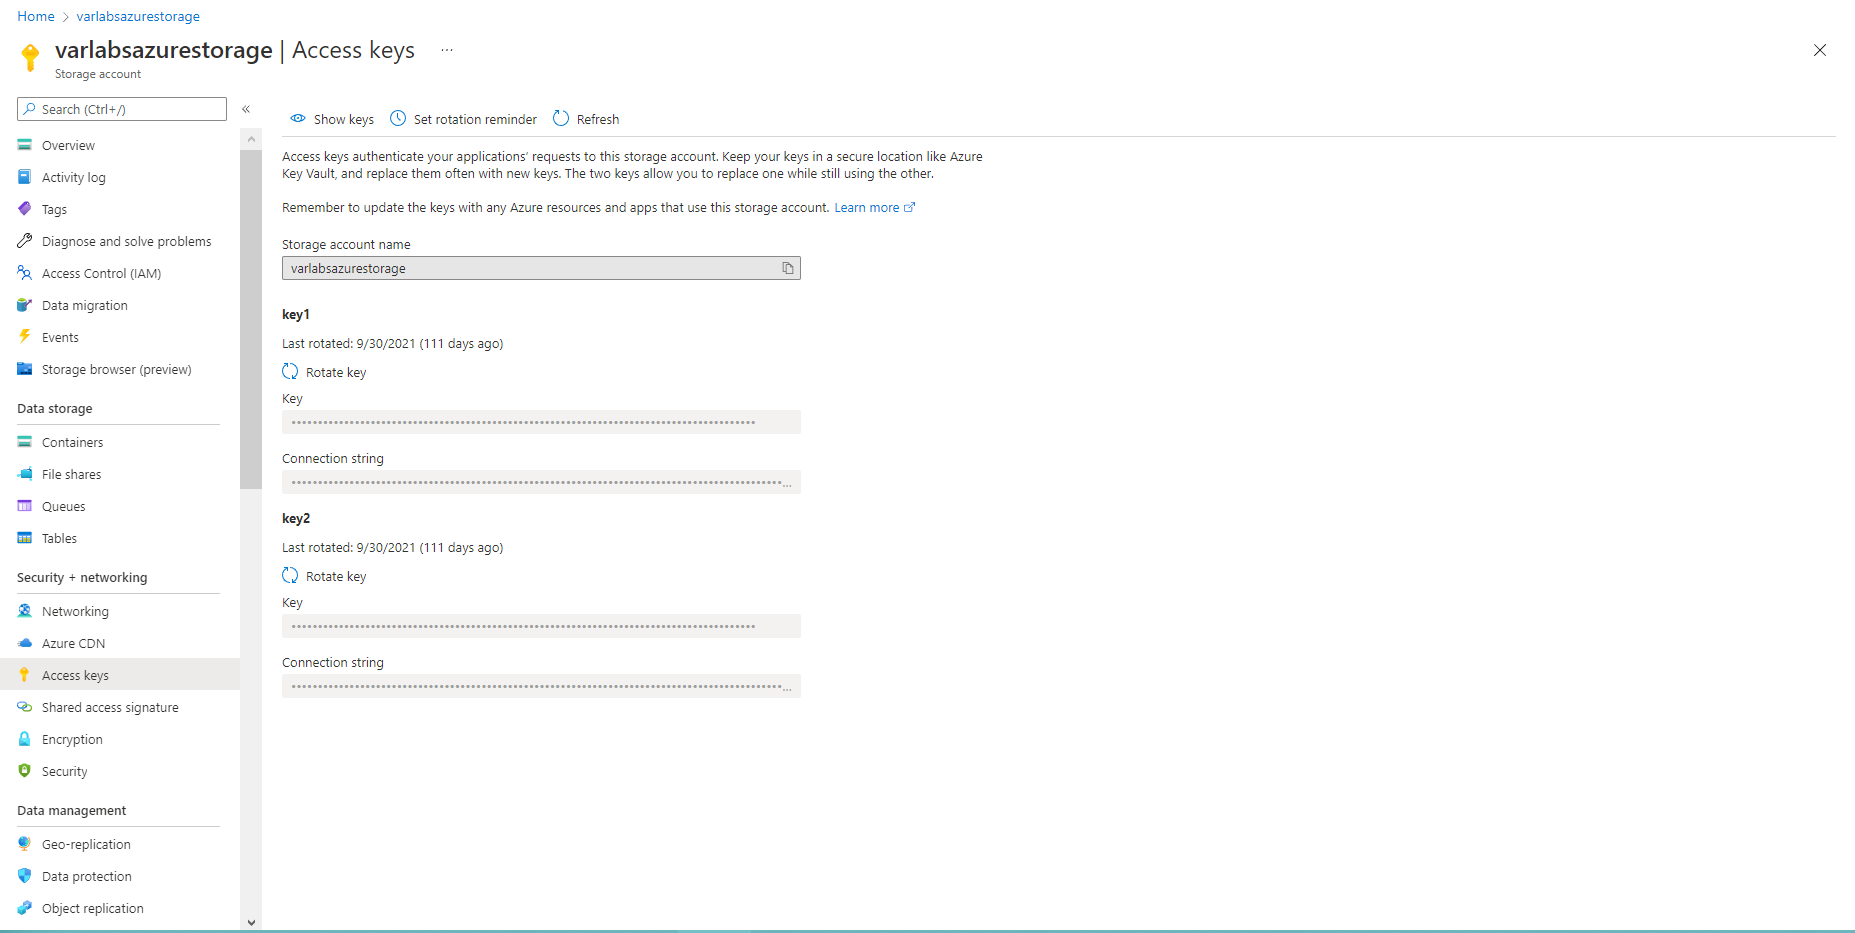 Home > varlabsazurestorage
varlabsazurestorage | Access keys ...
Storage account
Search (Ctrl+/)
«
Overview
Activity log
Tags
Diagnose and solve problems
Access Control (IAM)
Data migration
Events
Storage browser (preview)
Data storage
Containers
File shares
Queues
Tables
Security + networking
Networking
Azure CDN
Access keys
Shared access signature
Encryption
Security
Data management
Geo-replication
Data protection
Object replication
Show keys Set rotation reminder Refresh
Access keys authenticate your applications’ requests to this storage account. Keep your keys in a secure location like Azure
Key Vault, and replace them often with new keys. The two keys allow you to replace one while still using the other.
Remember to update the keys with any Azure resources and apps that use this storage account. Learn more
Storage account name
varlabsazurestorage
key1
Last rotated: 9/30/2021 (111 days ago)
Rotate key
Key
Connection string
key2
Last rotated: 9/30/2021 (111 days ago)
Rotate key
Key
Connection string